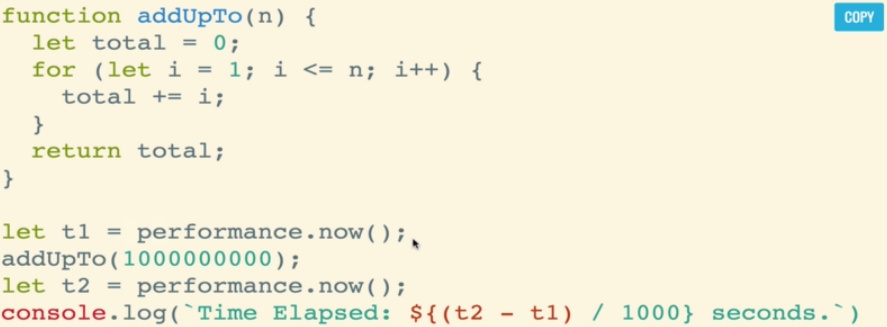 function addUpTo(n) {
COPY
  let total = 0;
  for (let i = 1; i <= n; i++) {
    total += i;
  }
  return total;
}

let t1 = performance.now();
addUpTo(1000000000);
let t2 = performance.now();
console.log(`Time Elapsed: ${(t2 - t1) / 1000} seconds.`)